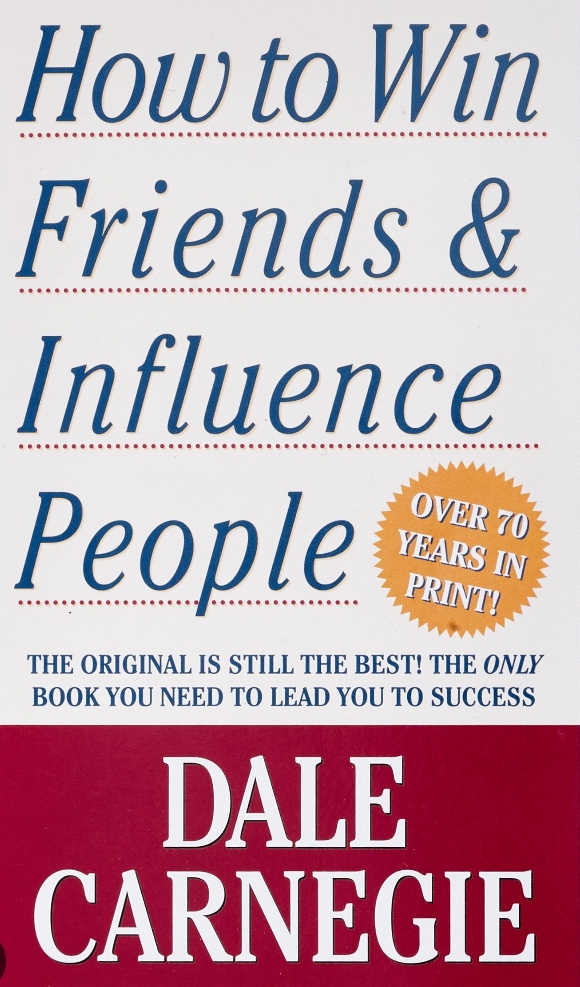 How to Win
Friends &
Influence
People
OVER 70
YEARS IN
PRINT!
THE ORIGINAL IS STILL THE BEST! THE ONLY
BOOK YOU NEED TO LEAD YOU TO SUCCESS
DALE
CARNEGIE